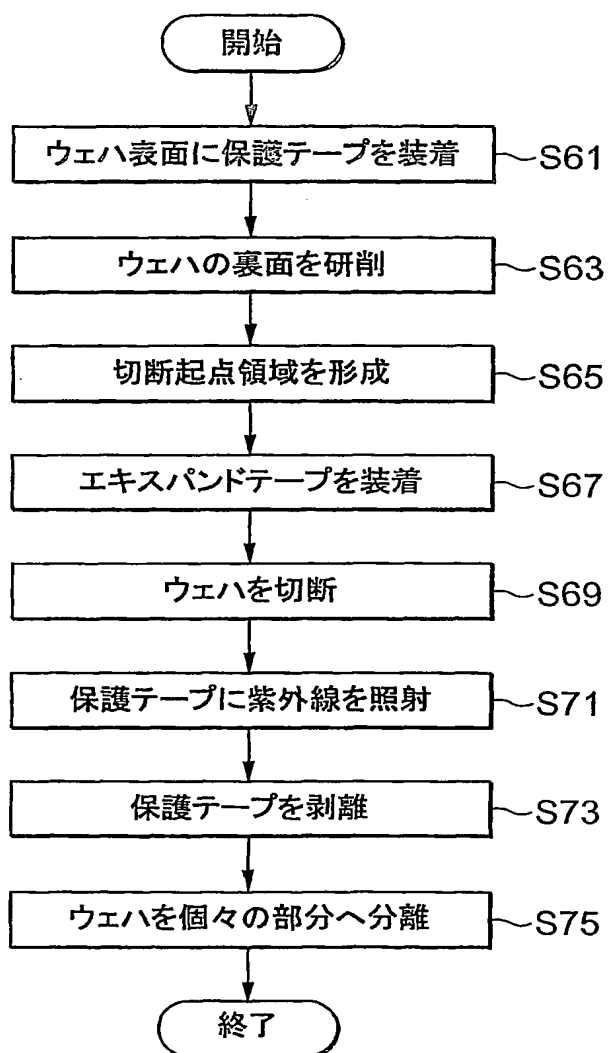 開始
ウェハ表面に保護テープを装着 S61
ウェハの裏面を研削 S63
切断起点領域を形成 S65
エキスパンドテープを装着 S67
ウェハを切断 S69
保護テープに紫外線を照射 S71
保護テープを剥離 S73
ウェハを個々の部分へ分離 S75
終了